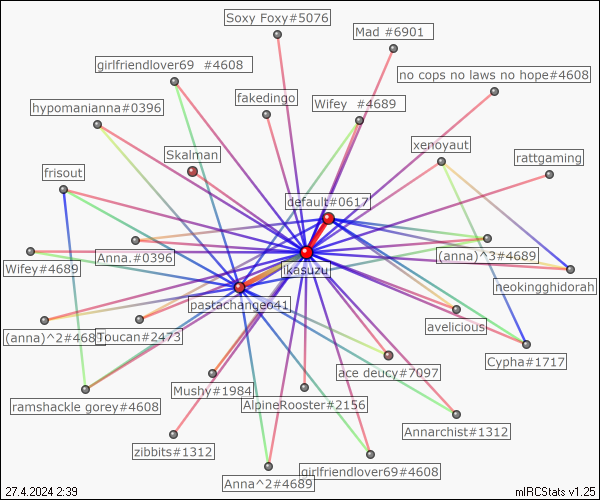 Soxy Foxy#5076
Mad #6901
girlfriendlover69 #4608
no cops no laws no hope#4608
fakedingo
Wifey #4689
hypomanianna#0396
xenoyaut
Skalman
rattgaming
frisout
default#0617
Anna.#0396
(anna)^3#4689
Wifey#4689
ikasuzu
neokingghidorah
pastachangeo41
avelicious
(anna)^2#4689
Toucan#2473
Cypha#1717
ace deucy#7097
Mushy#1984
ramshackle gorey#4608
AlpineRooster#2156
Annarchist#1312
zibbits#1312
girlfriendlover69#4608
Anna^2#4689
27.4.2024 2:39
mIRCStats v1.25